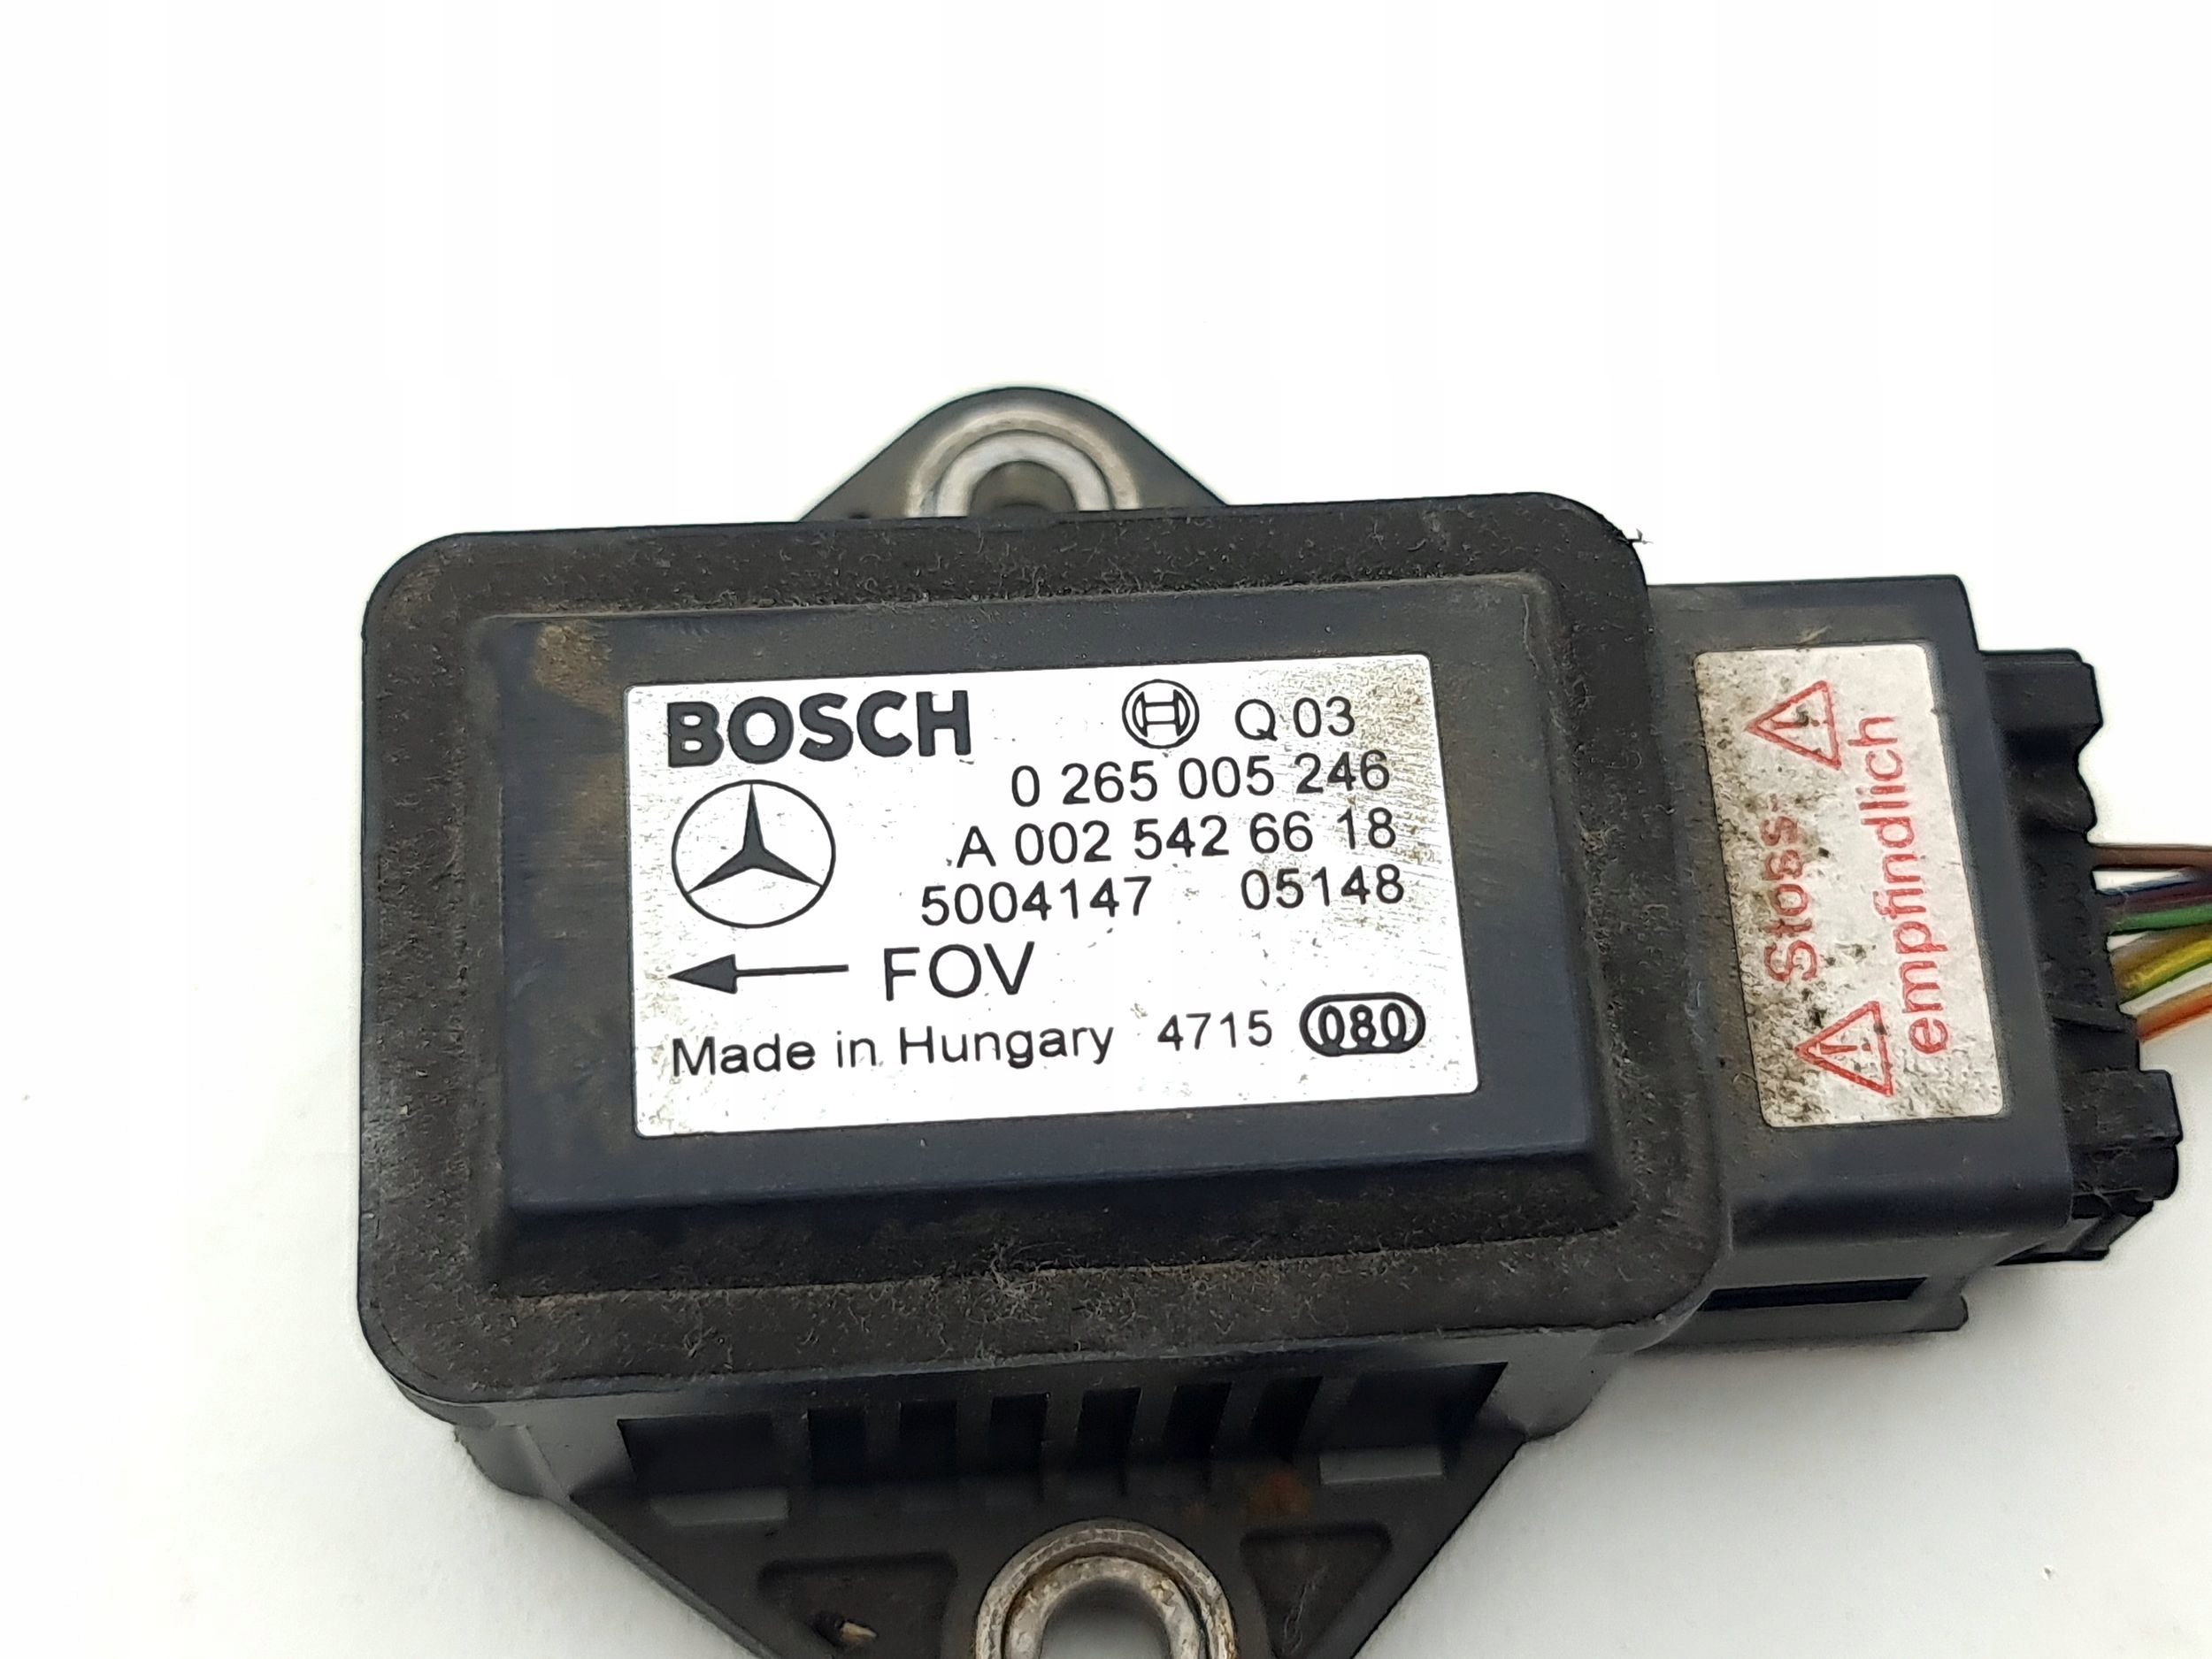 BOSCH Q 03
0 265 005 246
A 002 542 66 18
5004147 05148
FOV
Made in Hungary 4715 080
Stoss-
empfindlich